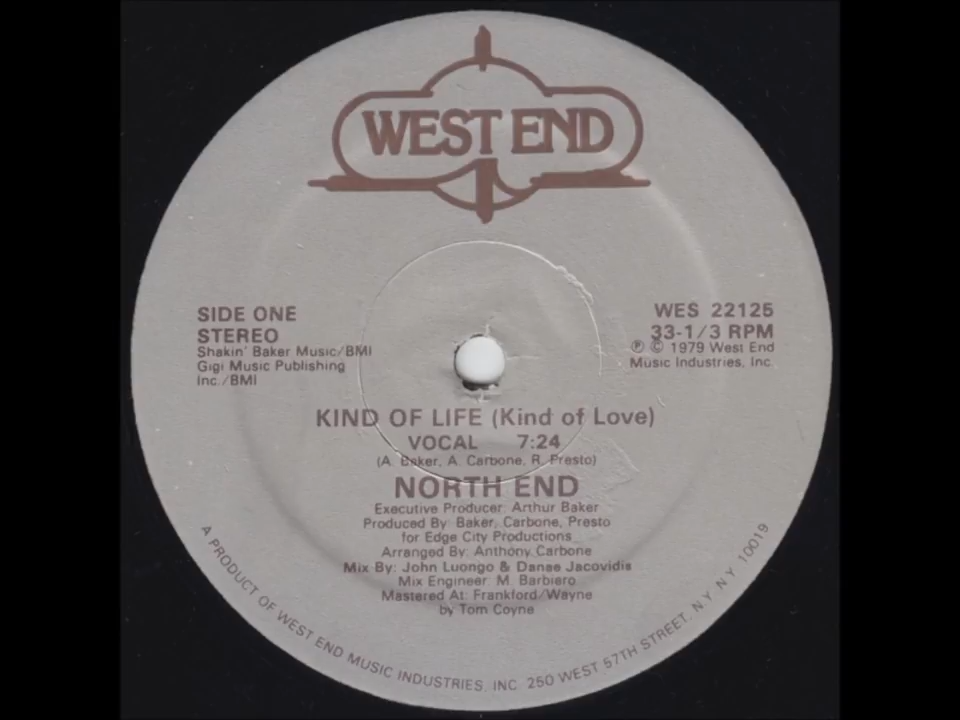 WEST END
SIDE ONE
STEREO
Shakin' Baker Music/BMI
Gigi Music Publishing
Inc./BMI
WES 22125
33-1/3 RPM
℗ © 1979 West End
Music Industries, Inc.
KIND OF LIFE (Kind of Love)
VOCAL 7:24
(A. Baker, A. Carbone, R. Presto)
NORTH END
Executive Producer: Arthur Baker
Produced By: Baker, Carbone, Presto
for Edge City Productions
Arranged By: Anthony Carbone
Mix By: John Luongo & Danae Jacovidis
Mix Engineer: M. Barbiero
Mastered At: Frankford/Wayne
by Tom Coyne
A PRODUCT OF WEST END MUSIC INDUSTRIES, INC. 250 WEST 57TH STREET, N.Y. N.Y. 10019